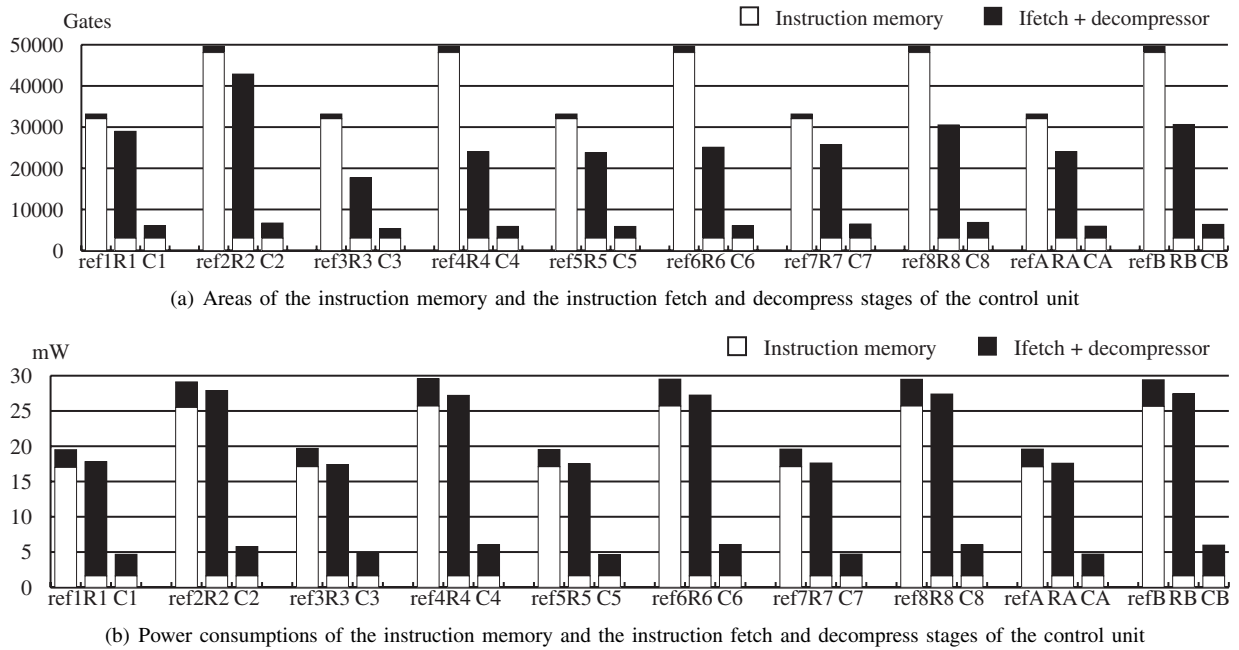 Gates
Instruction memory Ifetch + decompressor
50000
40000
30000
20000
10000
0
ref1R1 C1 ref2R2 C2 ref3R3 C3 ref4R4 C4 ref5R5 C5 ref6R6 C6 ref7R7 C7 ref8R8 C8 refA RA CA refB RB CB
(a) Areas of the instruction memory and the instruction fetch and decompress stages of the control unit
mW
Instruction memory Ifetch + decompressor
30
25
20
15
10
5
0
ref1R1 C1 ref2R2 C2 ref3R3 C3 ref4R4 C4 ref5R5 C5 ref6R6 C6 ref7R7 C7 ref8R8 C8 refA RA CA refB RB CB
(b) Power consumptions of the instruction memory and the instruction fetch and decompress stages of the control unit